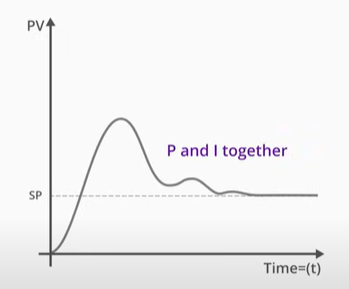 PV
P and I together
SP
Time=(t)